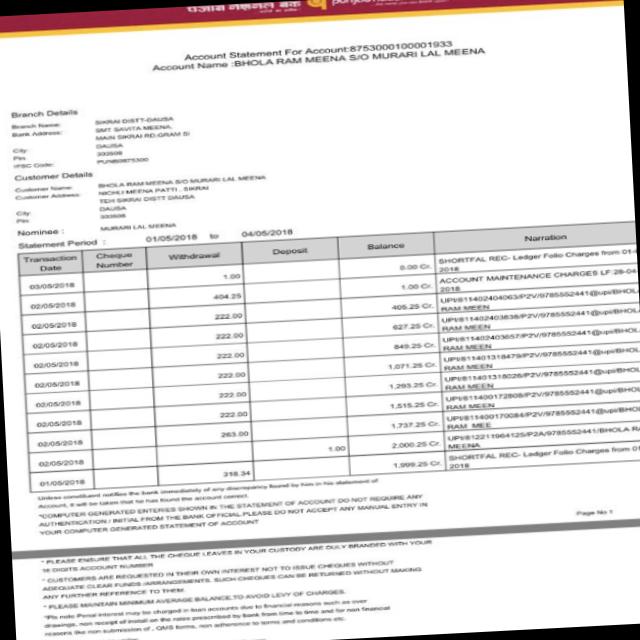 पंजाब नैशनल बैंक
Account Statement For Account:8753000100001933
Account Name :BHOLA RAM MEENA S/O MURARI LAL MEENA
Branch Details
Branch Name: SIKRAI DISTT-DAUSA
Bank Address: SMT SAVITA MEENA,
MAIN SIKRAI RD,GRAM SI
City: DAUSA
Pin: 303508
IFSC Code: PUNB0875300
Customer Details
Customer Name: BHOLA RAM MEENA S/O MURARI LAL MEENA
Customer Address: NICHLI MEENA PATTI , SIKRAI
TEH SIKRAI DISTT DAUSA
City: DAUSA
Pin: 303508
Nominee : MURARI LAL MEENA
Statement Period : 01/05/2018 to 04/05/2018
Transaction Date Cheque Number Withdrawal Deposit Balance Narration
03/05/2018 1.00 0.00 Cr. SHORTFAL REC- Ledger Folio Charges from 01-
2018
02/05/2018 404.25 1.00 Cr. ACCOUNT MAINTENANCE CHARGES LF:28-04
2018
02/05/2018 222.00 405.25 Cr. UPI/811402404063/P2V/9785552441@upi/BHOL
RAM MEEN
02/05/2018 222.00 627.25 Cr. UPI/811402403838/P2V/9785552441@upi/BHOL
RAM MEEN
02/05/2018 222.00 849.25 Cr. UPI/811402403657/P2V/9785552441@upi/BHOL
RAM MEEN
02/05/2018 222.00 1,071.25 Cr. UPI/811401318479/P2V/9785552441@upi/BHOL
RAM MEEN
02/05/2018 222.00 1,293.25 Cr. UPI/811401318026/P2V/9785552441@upi/BHOL
RAM MEEN
02/05/2018 222.00 1,515.25 Cr. UPI/811400172808/P2V/9785552441@upi/BHOL
RAM MEEN
02/05/2018 263.00 1,737.25 Cr. UPI/811400170084/P2V/9785552441@upi/BHOL
RAM MEE
02/05/2018 1.00 2,000.25 Cr. UPI/812211964125/P2A/9785552441/BHOLA RA
MEENA
01/05/2018 318.34 1,999.25 Cr. SHORTFAL REC- Ledger Folio Charges from 01
2018
Unless constituent notifies the bank immediately of any discrepancy found by him in his statement of
Account, it will be taken that he has found the account correct.
*COMPUTER GENERATED ENTERIES SHOWN IN THE STATEMENT OF ACCOUNT DO NOT REQUIRE ANY
AUTHENTICATION / INITIAL FROM THE BANK OFFICIAL.PLEASE DO NOT ACCEPT ANY MANUAL ENTRY IN
YOUR COMPUTER GENERATED STATEMENT OF ACCOUNT
Page No 1
* PLEASE ENSURE THAT ALL THE CHEQUE LEAVES IN YOUR CUSTODY ARE DULY BRANDED WITH YOUR
16 DIGITS ACCOUNT NUMBER
* CUSTOMERS ARE REQUESTED IN THEIR OWN INTEREST NOT TO ISSUE CHEQUES WITHOUT
ADEQUATE CLEAR FUNDS /ARRANGEMENTS. SUCH CHEQUES CAN BE RETURNED WITHOUT MAKING
ANY FURTHER REFERENCE TO THEM.
* PLEASE MAINTAIN MINIMUM AVERAGE BALANCE,TO AVOID LEVY OF CHARGES.
*Pls note Penal interest may be charged in loan accounts due to financial reasons such as over
drawings, non receipt of install on the rates prescribed by bank from time to time and for non financial
reasons like non submission of , QMS forms, non adherence to terms and conditions etc.